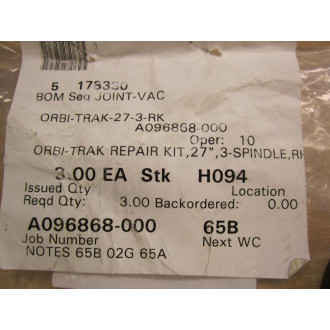 5 178330
BOM Seq JOINT-VAC
ORBI-TRAK-27-3-RK
A096868-000
Oper: 10
ORBI-TRAK REPAIR KIT,27",3-SPINDLE,RH
3.00 EA Stk H094
Issued Qty Location
Reqd Qty: 3.00 Backordered: 0.00
A096868-000 65B
Job Number Next WC
NOTES 65B 02G 65A